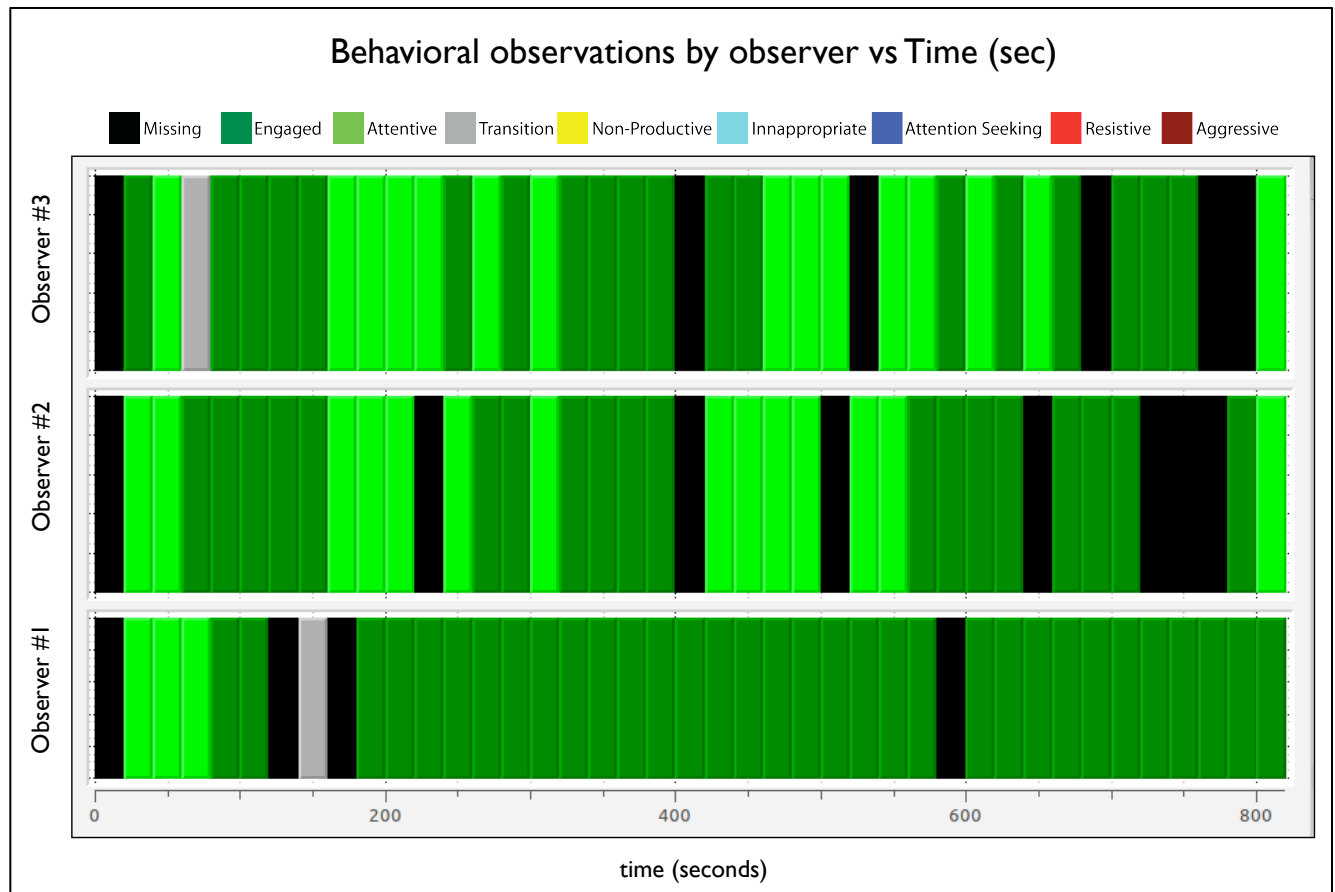 Behavioral observations by observer vs Time (sec)
Missing Engaged Attentive Transition Non-Productive Innappropriate Attention Seeking Resistive Aggressive
Observer #3
Observer #2
Observer #1
0 200 400 600 800
time (seconds)